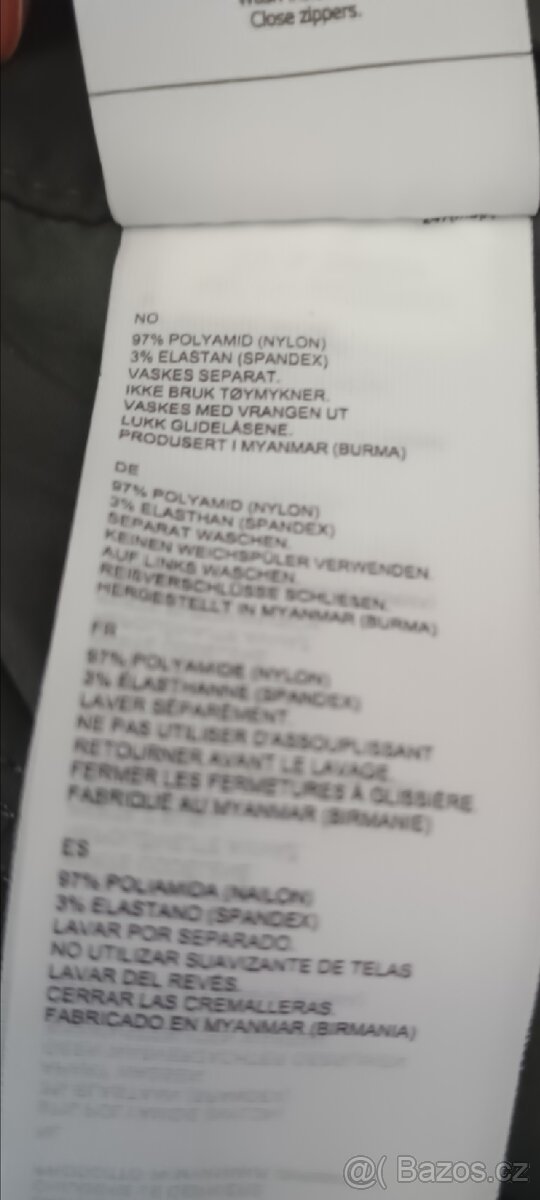 Close zippers.
NO
97% POLYAMID (NYLON)
3% ELASTAN (SPANDEX)
VASKES SEPARAT.
IKKE BRUK TØYMYKNER.
VASKES MED VRANGEN UT
LUKK GLIDELÅSENE.
PRODUSERT I MYANMAR (BURMA)
DE
97% POLYAMID (NYLON)
3% ELASTHAN (SPANDEX)
SEPARAT WASCHEN.
KEINEN WEICHSPÜLER VERWENDEN.
AUF LINKS WASCHEN.
REIßVERSCHLÜSSE SCHLIESEN.
HERGESTELLT IN MYANMAR (BURMA)
FR
97% POLYAMIDE (NYLON)
3% ÉLASTHANNE (SPANDEX)
LAVER SÉPARÉMENT.
NE PAS UTILISER D'ASSOUPLISSANT
RETOURNER AVANT LE LAVAGE.
FERMER LES FERMETURES À GLISSIÈRE.
FABRIQUÉ AU MYANMAR (BIRMANIE)
ES
97% POLIAMIDA (NAILON)
3% ELASTANO (SPANDEX)
LAVAR POR SEPARADO.
NO UTILIZAR SUAVIZANTE DE TELAS
LAVAR DEL REVÉS.
CERRAR LAS CREMALLERAS.
FABRICADO EN MYANMAR (BIRMANIA)
@( Bazos.cz